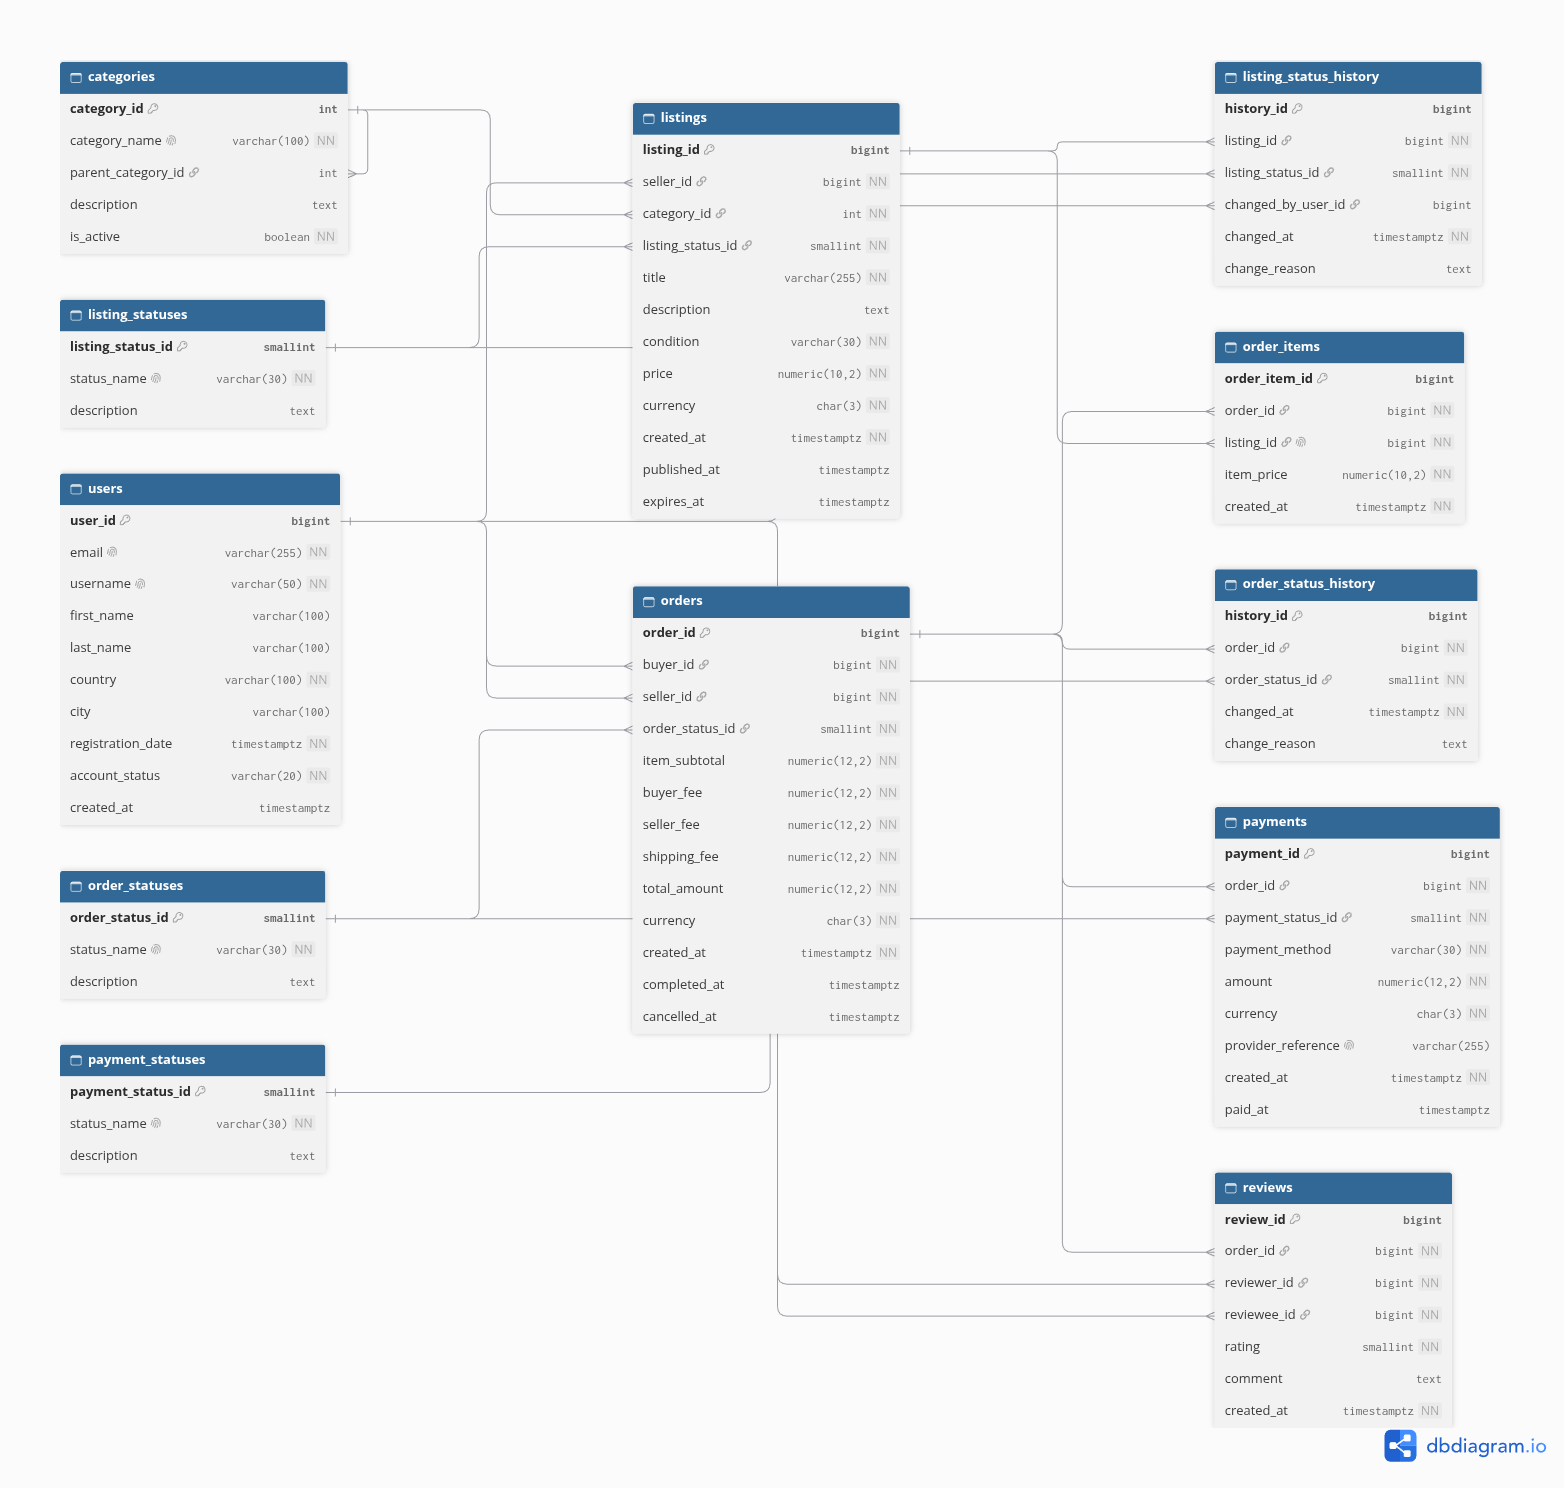 categories
category_id int
category_name varchar(100) NN
parent_category_id int
description text
is_active boolean NN
listing_statuses
listing_status_id smallint
status_name varchar(30) NN
description text
users
user_id bigint
email varchar(255) NN
username varchar(50) NN
first_name varchar(100)
last_name varchar(100)
country varchar(100) NN
city varchar(100)
registration_date timestamptz NN
account_status varchar(20) NN
created_at timestamptz
order_statuses
order_status_id smallint
status_name varchar(30) NN
description text
payment_statuses
payment_status_id smallint
status_name varchar(30) NN
description text
listings
listing_id bigint
seller_id bigint NN
category_id int NN
listing_status_id smallint NN
title varchar(255) NN
description text
condition varchar(30) NN
price numeric(10,2) NN
currency char(3) NN
created_at timestamptz NN
published_at timestamptz
expires_at timestamptz
orders
order_id bigint
buyer_id bigint NN
seller_id bigint NN
order_status_id smallint NN
item_subtotal numeric(12,2) NN
buyer_fee numeric(12,2) NN
seller_fee numeric(12,2) NN
shipping_fee numeric(12,2) NN
total_amount numeric(12,2) NN
currency char(3) NN
created_at timestamptz NN
completed_at timestamptz
cancelled_at timestamptz
listing_status_history
history_id bigint
listing_id bigint NN
listing_status_id smallint NN
changed_by_user_id bigint
changed_at timestamptz NN
change_reason text
order_items
order_item_id bigint
order_id bigint NN
listing_id bigint NN
item_price numeric(10,2) NN
created_at timestamptz NN
order_status_history
history_id bigint
order_id bigint NN
order_status_id smallint NN
changed_at timestamptz NN
change_reason text
payments
payment_id bigint
order_id bigint NN
payment_status_id smallint NN
payment_method varchar(30) NN
amount numeric(12,2) NN
currency char(3) NN
provider_reference varchar(255)
created_at timestamptz NN
paid_at timestamptz
reviews
review_id bigint
order_id bigint NN
reviewer_id bigint NN
reviewee_id bigint NN
rating smallint NN
comment text
created_at timestamptz NN
dbdiagram.io